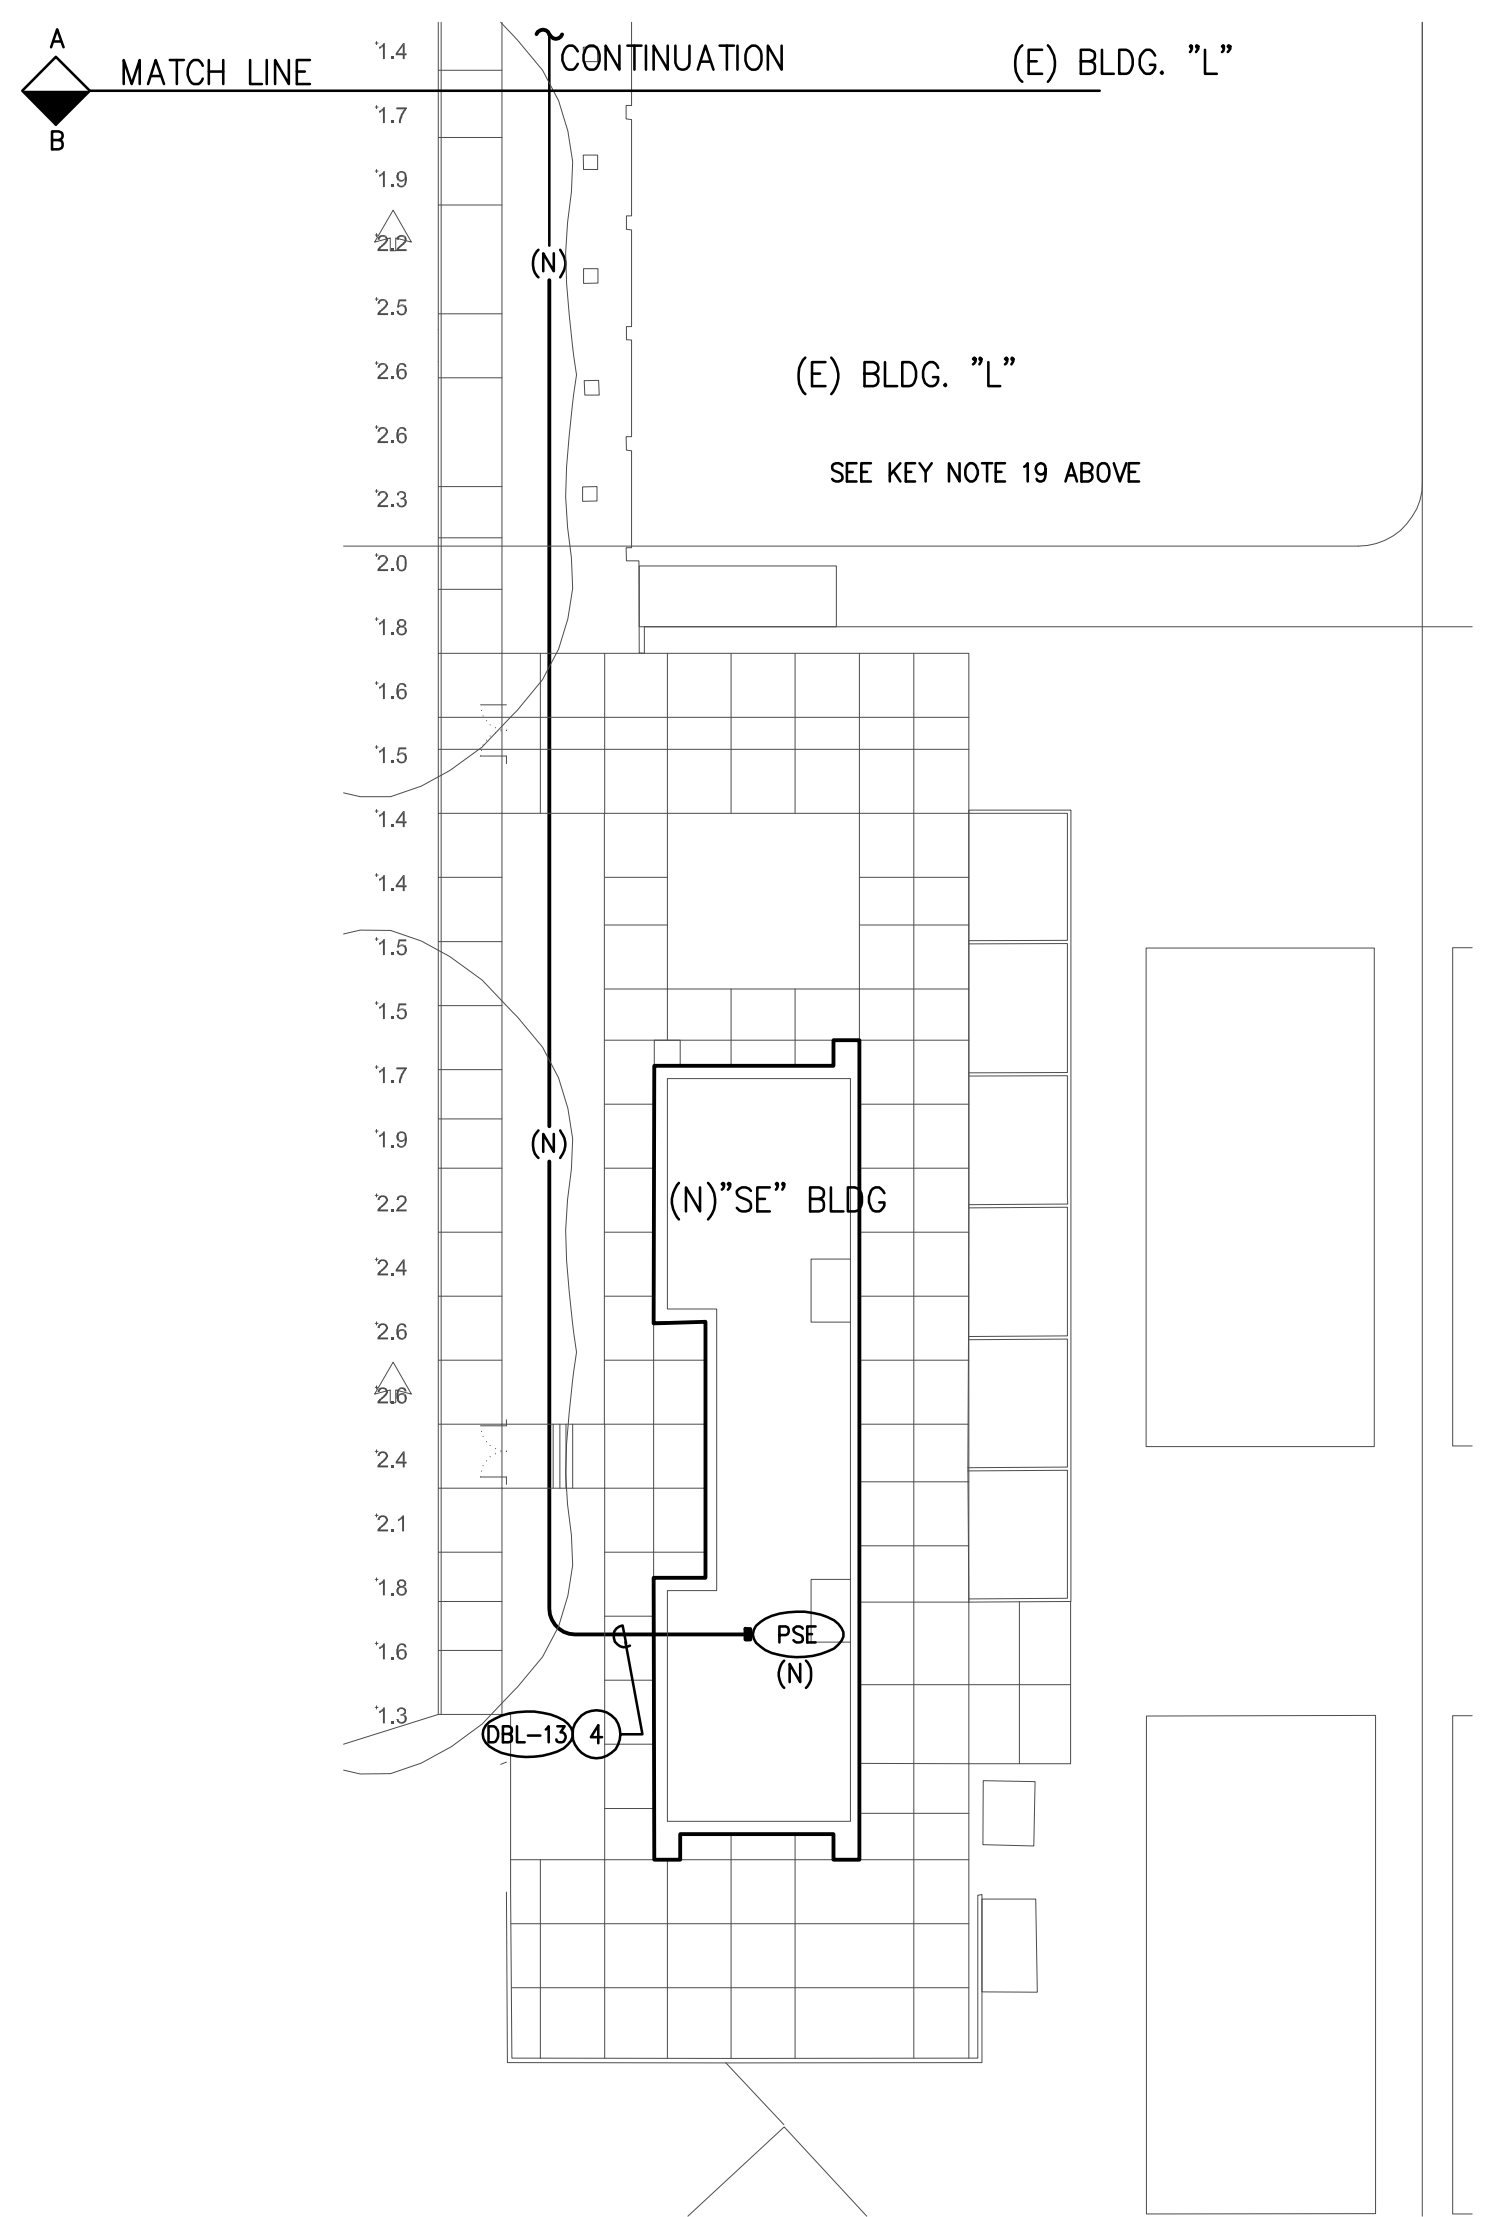 A
MATCH LINE
B
CONTINUATION
(E) BLDG. "L"
1.4
1.7
1.9
2.2
2.5
2.6
2.6
2.3
2.0
1.8
1.6
1.5
1.4
1.4
1.5
1.5
1.7
1.9
2.2
2.4
2.6
2.6
2.4
2.1
1.8
1.6
1.3
(N)
(E) BLDG. "L"
SEE KEY NOTE 19 ABOVE
(N)
(N)"SE" BLDG
PSE
(N)
DBL-13 4